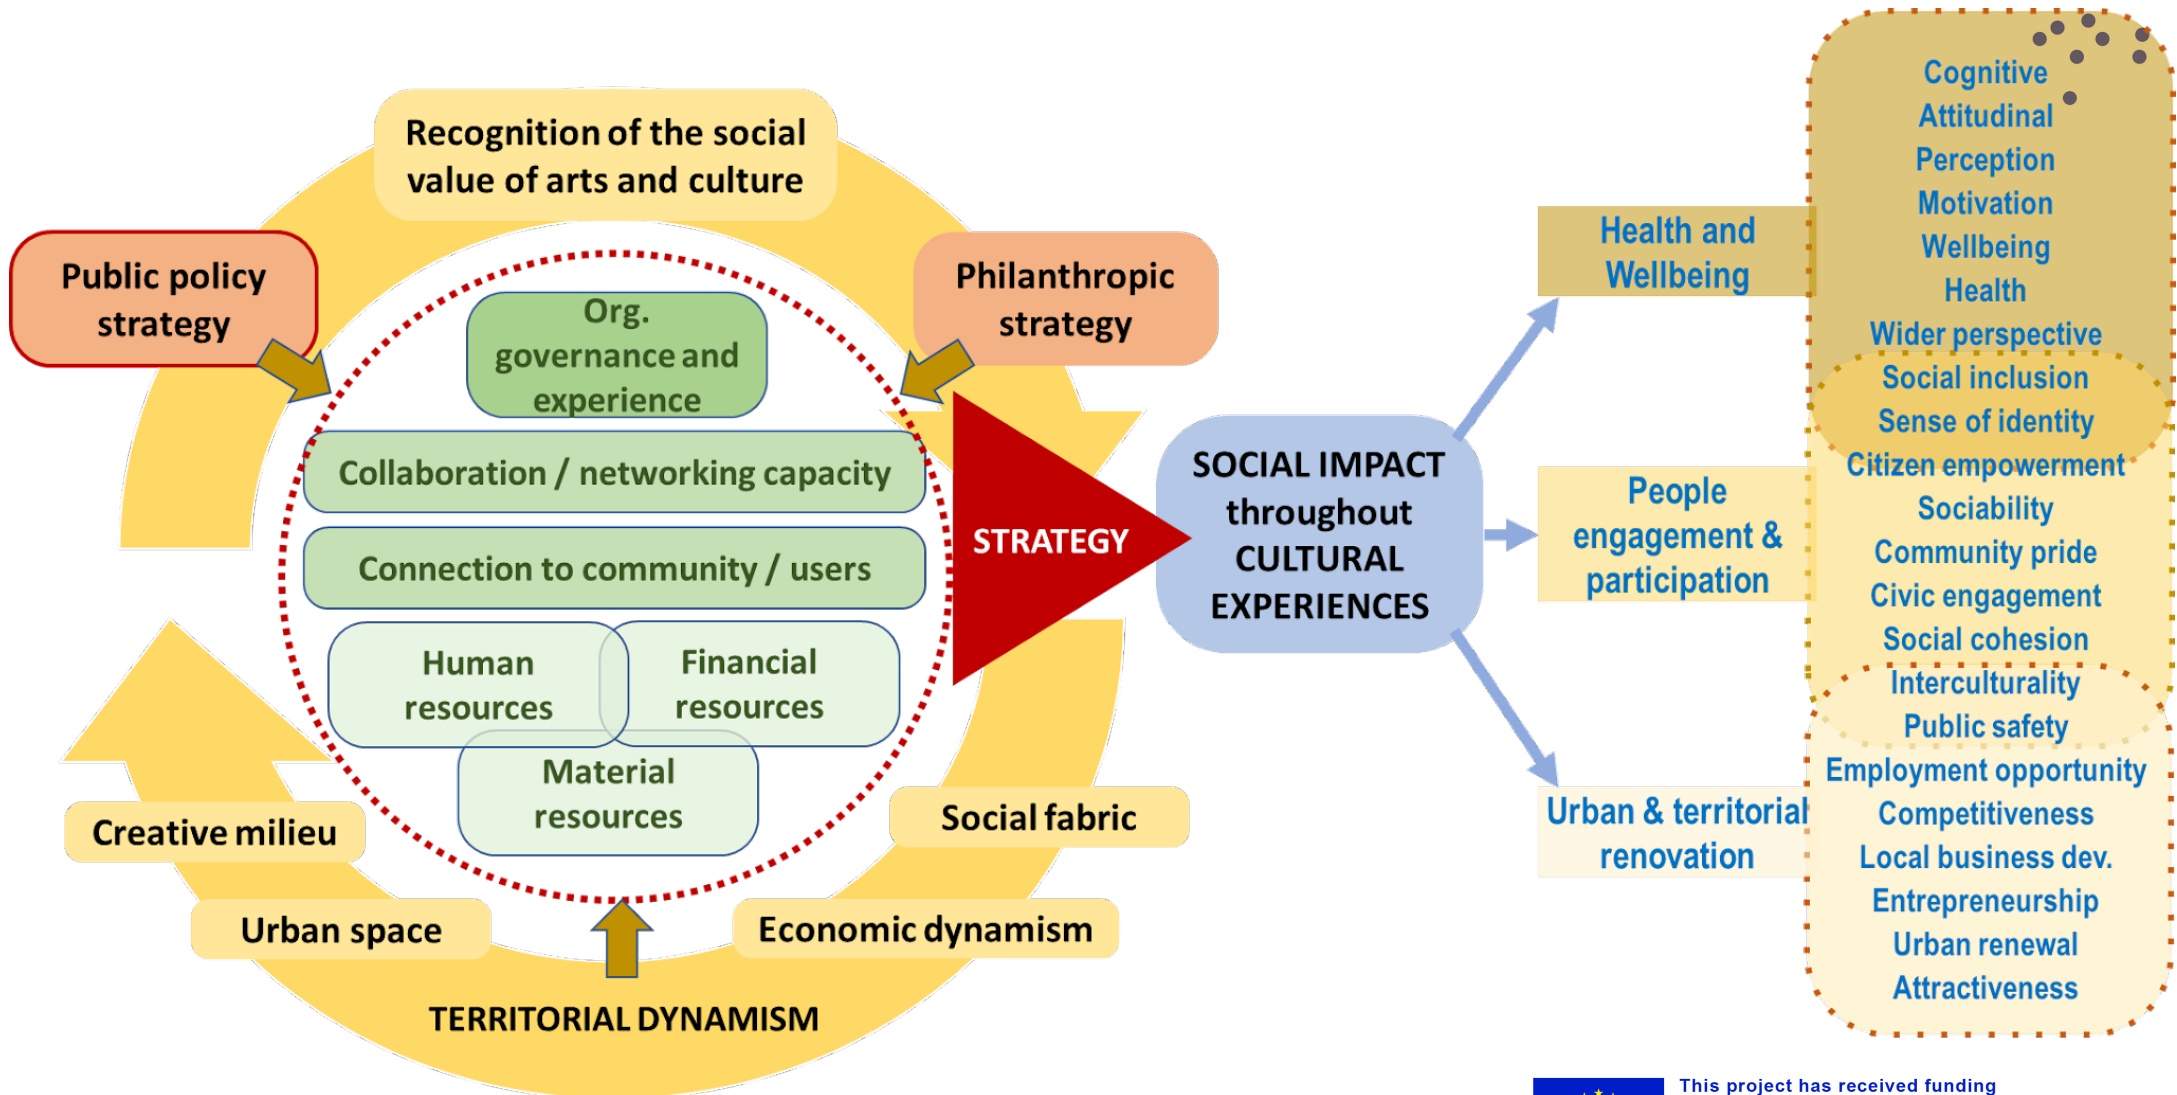 Recognition of the social
value of arts and culture
Public policy
strategy
Philanthropic
strategy
Org.
governance and
experience
Collaboration / networking capacity
Connection to community / users
Human
resources
Financial
resources
Material
resources
Creative milieu
Urban space
Social fabric
Economic dynamism
TERRITORIAL DYNAMISM
STRATEGY
SOCIAL IMPACT
throughout
CULTURAL
EXPERIENCES
Health and
Wellbeing
People
engagement &
participation
Urban & territorial
renovation
Cognitive
Attitudinal
Perception
Motivation
Wellbeing
Health
Wider perspective
Social inclusion
Sense of identity
Citizen empowerment
Sociability
Community pride
Civic engagement
Social cohesion
Interculturality
Public safety
Employment opportunity
Competitiveness
Local business dev.
Entrepreneurship
Urban renewal
Attractiveness
This project has received funding